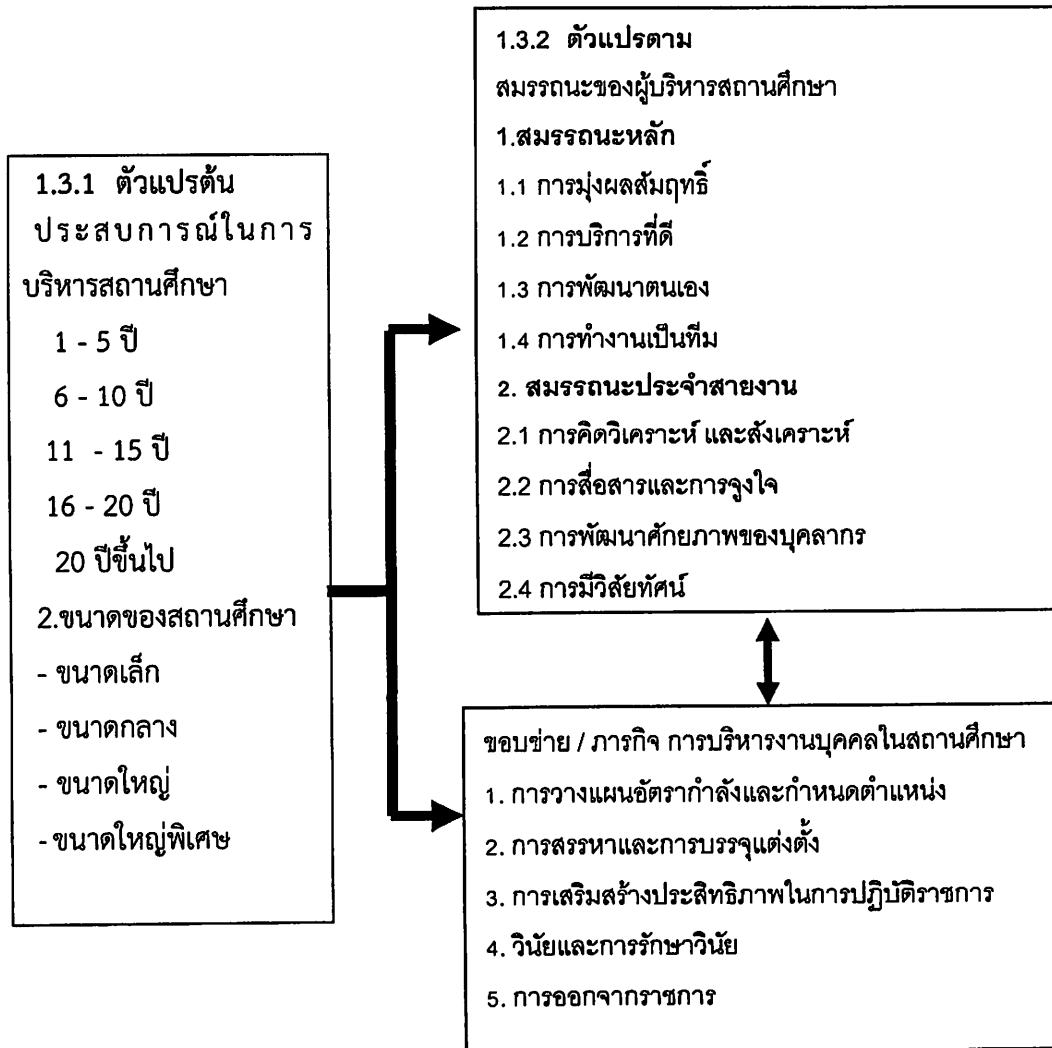 1.3.1 ตัวแปรต้น
ประสบการณ์ในการ
บริหารสถานศึกษา
1 - 5 ปี
6 - 10 ปี
11 - 15 ปี
16 - 20 ปี
20 ปีขึ้นไป
2.ขนาดของสถานศึกษา
- ขนาดเล็ก
- ขนาดกลาง
- ขนาดใหญ่
- ขนาดใหญ่พิเศษ
1.3.2 ตัวแปรตาม
สมรรถนะของผู้บริหารสถานศึกษา
1.สมรรถนะหลัก
1.1 การมุ่งผลสัมฤทธิ์
1.2 การบริการที่ดี
1.3 การพัฒนาตนเอง
1.4 การทำงานเป็นทีม
2. สมรรถนะประจำสายงาน
2.1 การคิดวิเคราะห์ และสังเคราะห์
2.2 การสื่อสารและการจูงใจ
2.3 การพัฒนาศักยภาพของบุคลากร
2.4 การมีวิสัยทัศน์
ขอบข่าย / ภารกิจ การบริหารงานบุคคลในสถานศึกษา
1. การวางแผนอัตรากำลังและกำหนดตำแหน่ง
2. การสรรหาและการบรรจุแต่งตั้ง
3. การเสริมสร้างประสิทธิภาพในการปฏิบัติราชการ
4. วินัยและการรักษาวินัย
5. การออกจากราชการ